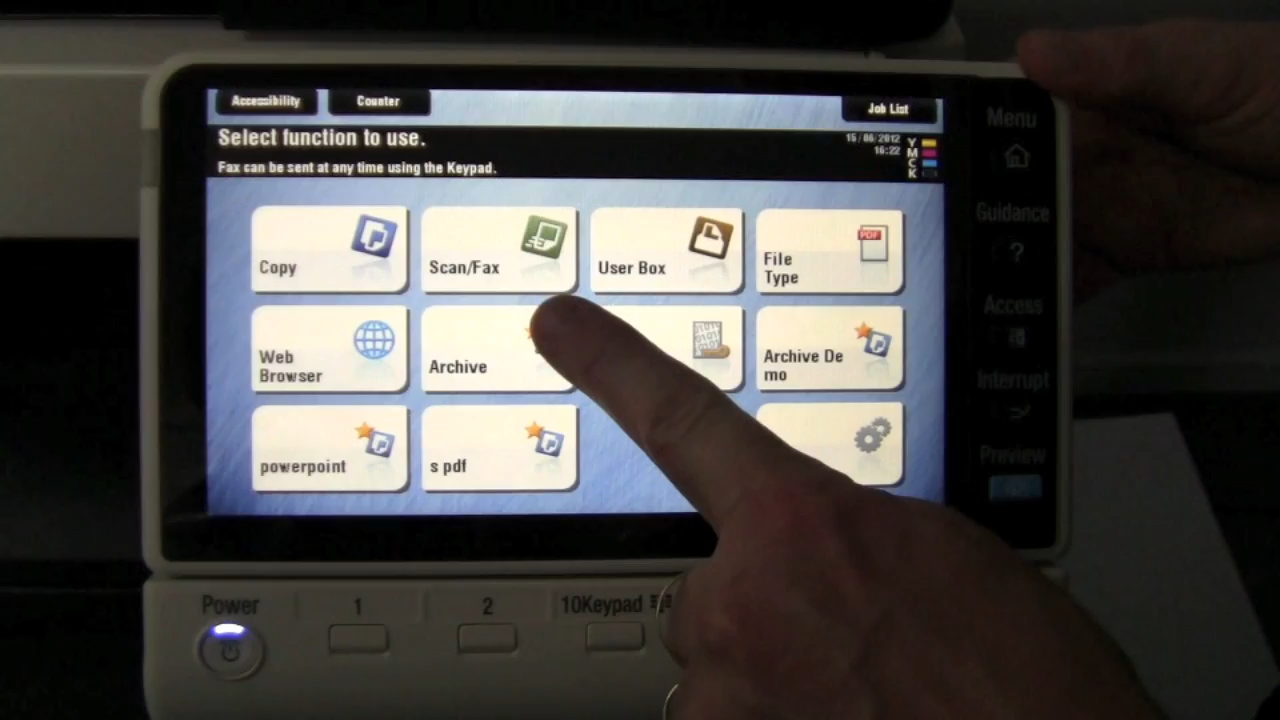 Accessibility
Counter
Job List
Select function to use.
15/06/2012
16:22
Fax can be sent at any time using the Keypad.
Y
M
C
K
Copy
Scan/Fax
User Box
PDF
File
Type
Web
Browser
Archive
Archive De
mo
powerpoint
s pdf
Menu
Guidance
?
Access
Interrupt
Preview
Power
1
2
10Keypad